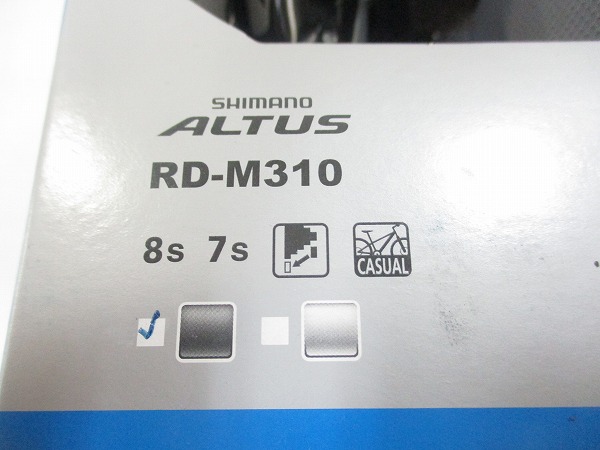 SHIMANO
ALTUS
RD-M310
8s 7s
CASUAL